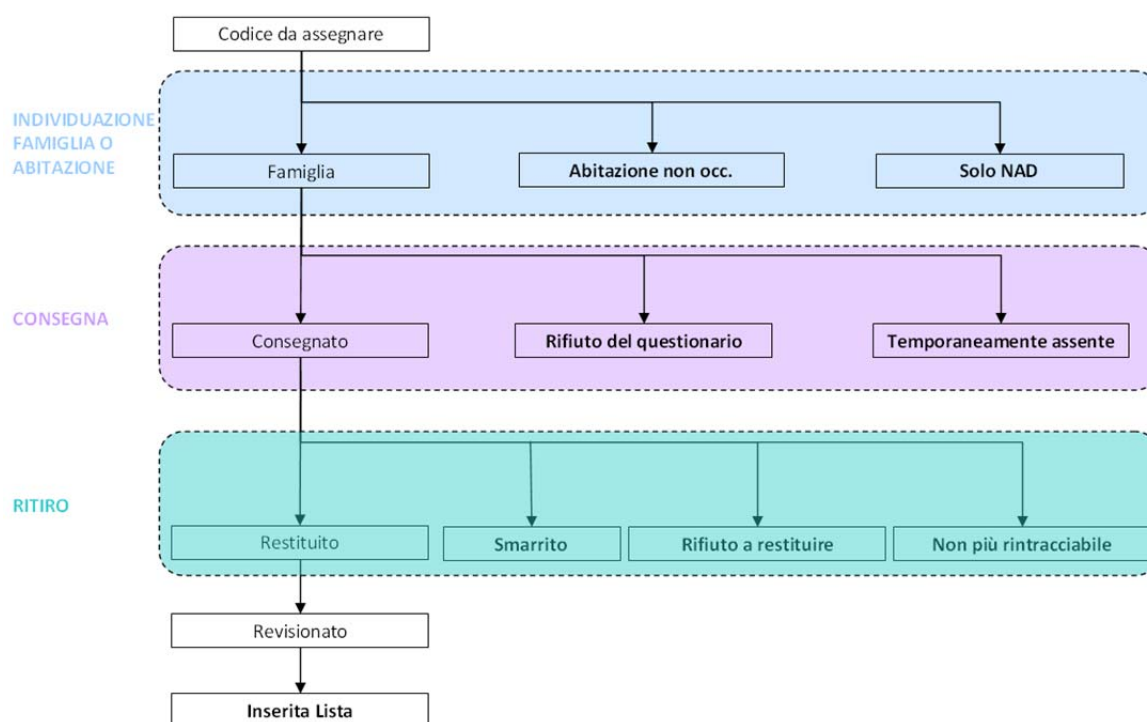 Codice da assegnare
INDIVIDUAZIONE
FAMIGLIA O
ABITAZIONE
Famiglia
Abitazione non occ.
Solo NAD
CONSEGNA
Consegnato
Rifiuto del questionario
Temporaneamente assente
RITIRO
Restituito
Smarrito
Rifiuto a restituire
Non più rintracciabile
Revisionato
Inserita Lista